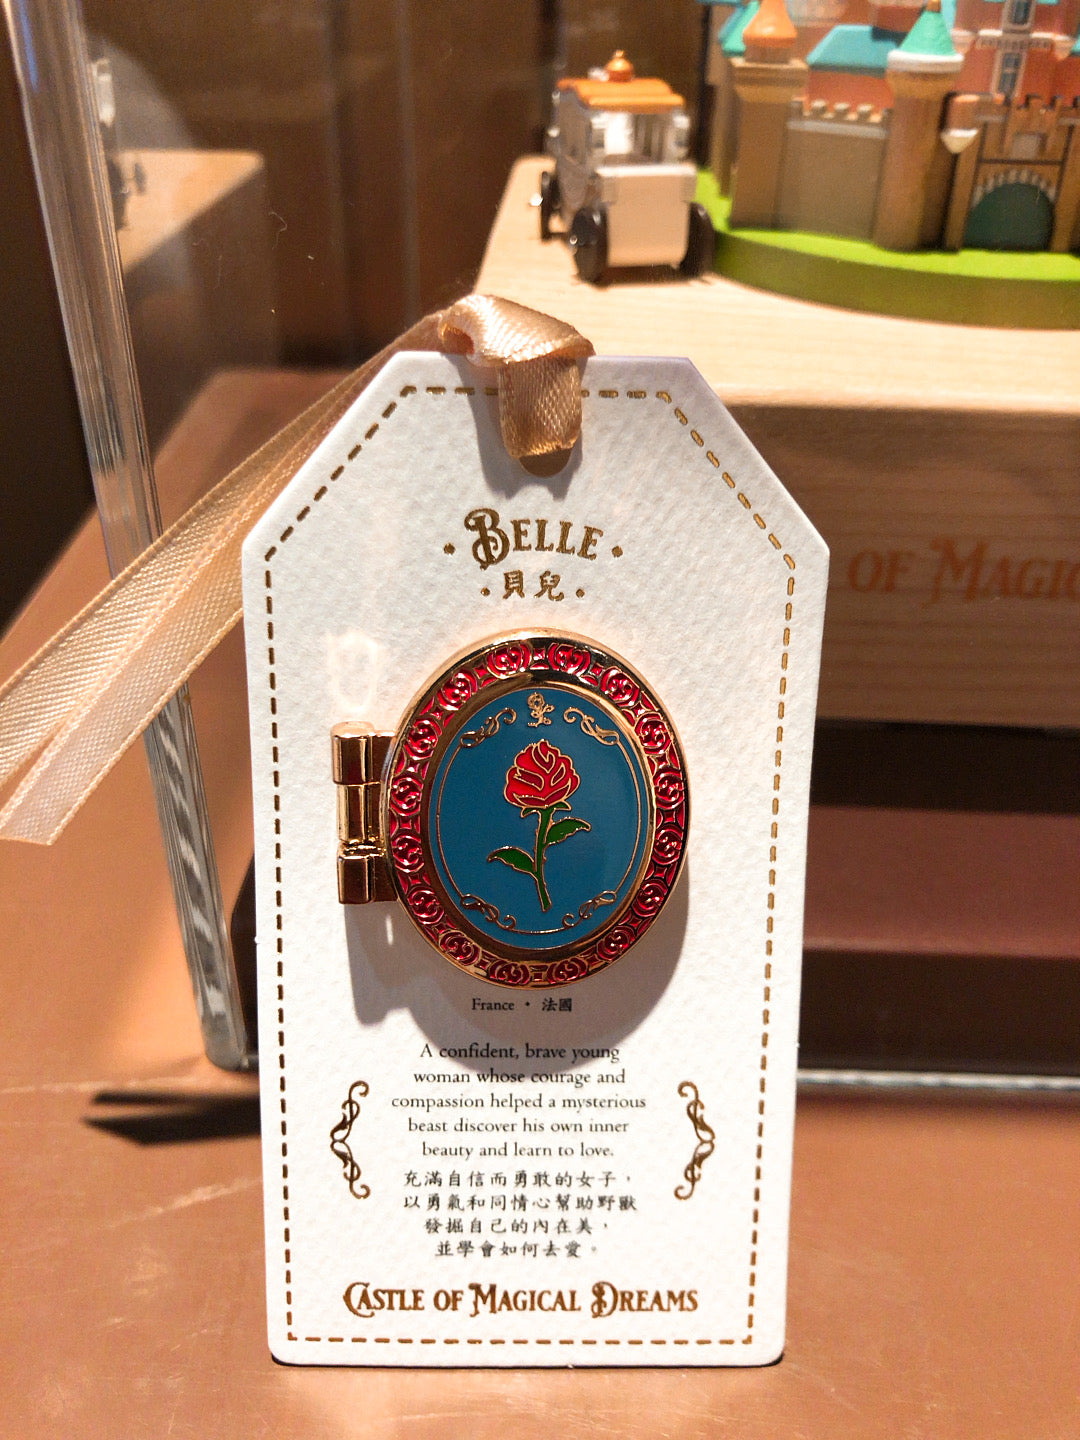 BELLE
貝兒
OF MAGIC
France • 法國
A confident, brave young
woman whose courage and
compassion helped a mysterious
beast discover his own inner
beauty and learn to love.
充滿自信而勇敢的女子，
以勇氣和同情心幫助野獸
發掘自己的內在美，
並學會如何去愛。
CASTLE OF MAGICAL DREAMS